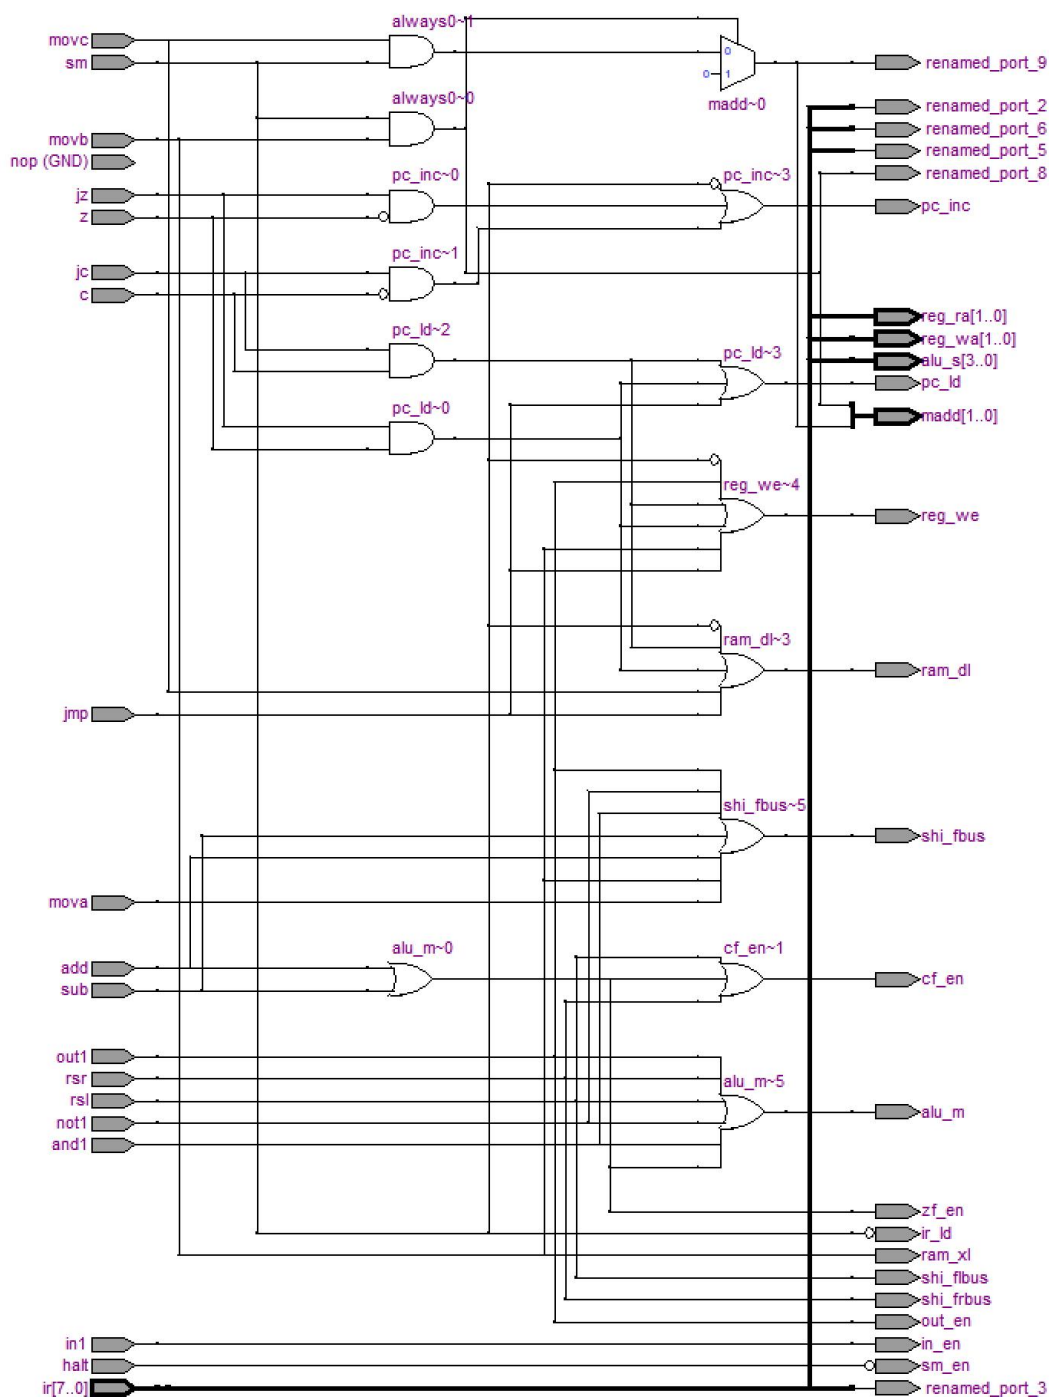 always0~1
movc
sm
0
0
1
renamed_port_9
madd~0
always0~0
renamed_port_2
renamed_port_6
movb
renamed_port_5
nop (GND)
pc_inc~0
pc_inc~3
renamed_port_8
jz
z
pc_inc
pc_inc~1
jc
c
reg_ra[1..0]
pc_ld~2
reg_wa[1..0]
pc_ld~3
alu_s[3..0]
pc_ld
pc_ld~0
madd[1..0]
reg_we~4
reg_we
ram_dl~3
ram_dl
jmp
shi_fbus~5
shi_fbus
mova
alu_m~0
cf_en~1
add
cf_en
sub
out1
rsr
alu_m~5
rsl
alu_m
not1
and1
zf_en
ir_ld
ram_xl
shi_flbus
shi_frbus
out_en
in1
in_en
halt
sm_en
ir[7..0]
renamed_port_3